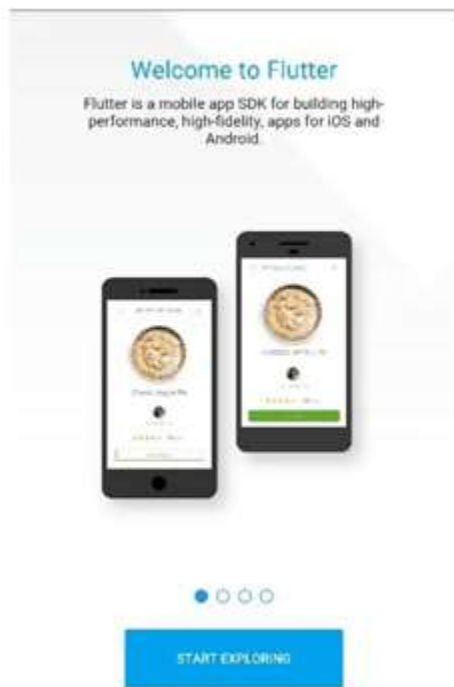 Welcome to Flutter
Flutter is a mobile app SDK for building high-
performance, high-fidelity, apps for iOS and
Android.
START EXPLORING